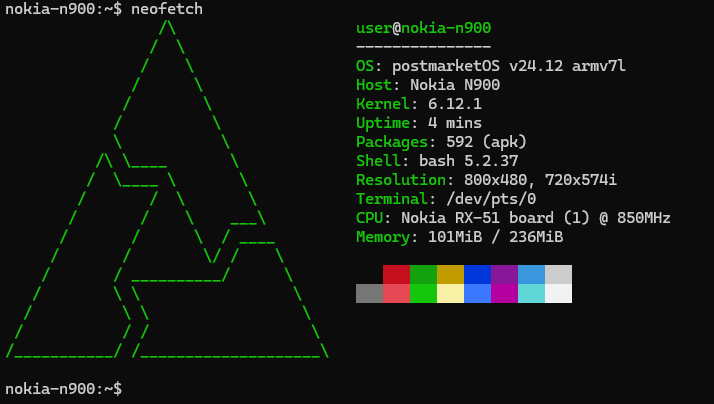 nokia-n900:~$ neofetch
user@nokia-n900
---------------
OS: postmarketOS v24.12 armv7l
Host: Nokia N900
Kernel: 6.12.1
Uptime: 4 mins
Packages: 592 (apk)
Shell: bash 5.2.37
Resolution: 800x480, 720x574i
Terminal: /dev/pts/0
CPU: Nokia RX-51 board (1) @ 850MHz
Memory: 101MiB / 236MiB
nokia-n900:~$